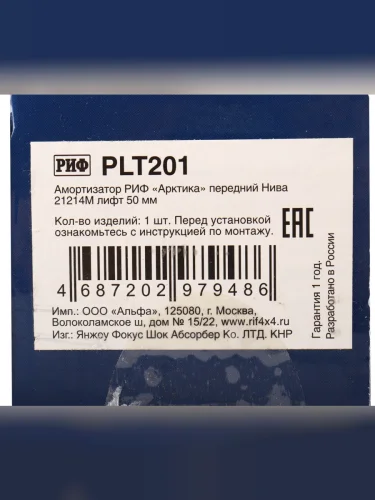 РИФ PLT201
Амортизатор РИФ «Арктика» передний Нива
21214М лифт 50 мм
Кол-во изделий: 1 шт. Перед установкой
ознакомьтесь с инструкцией по монтажу.
EAC
4 687202 979486
Имп.: ООО «Альфа», 125080, г. Москва,
Волоколамское ш, дом № 15/22, www.rif4x4.ru
Изг.: Янжоу Фокус Шок Абсорбер Ко. ЛТД. КНР
Гарантия 1 год.
Разработано в России